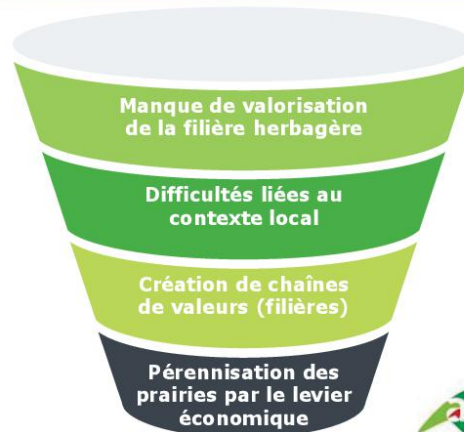 Manque de valorisation
de la filière herbagère
Difficultés liées au
contexte local
Création de chaînes
de valeurs (filières)
Pérennisation des
prairies par le levier
économique